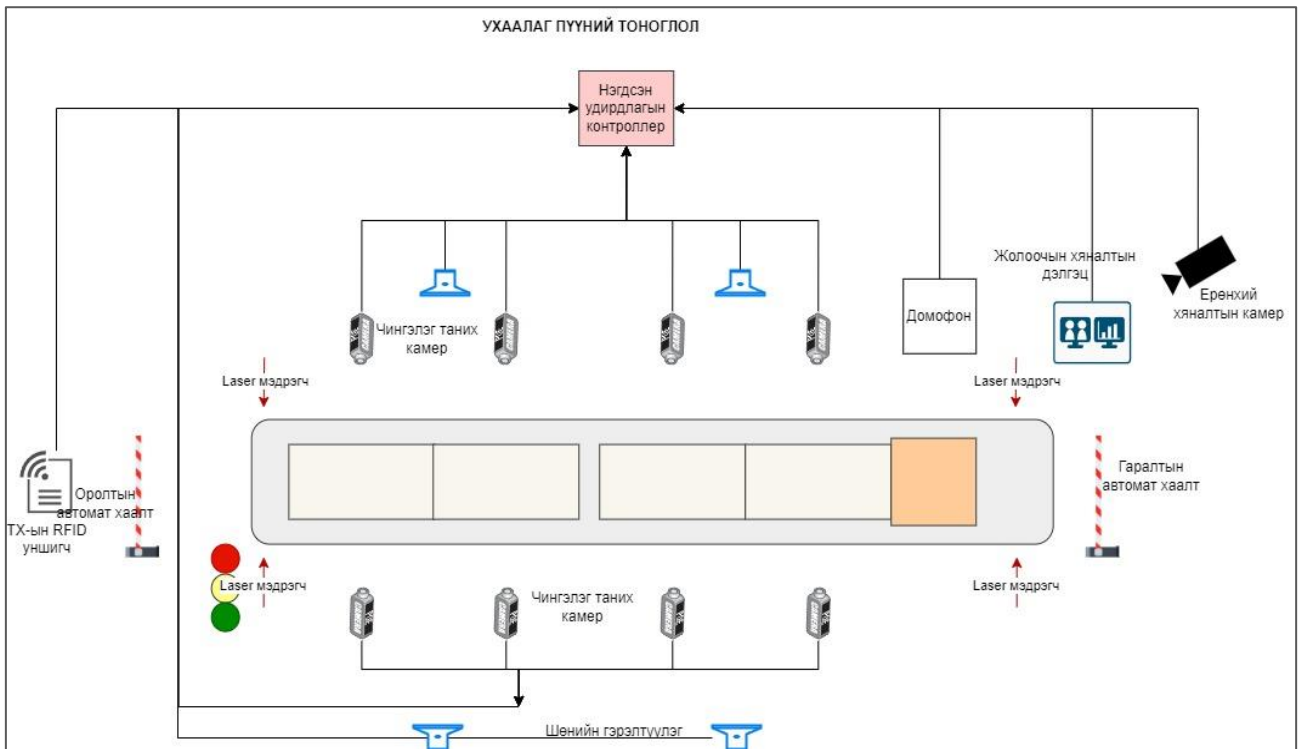 УХААЛАГ ПҮҮНИЙ ТОНОГЛОЛ
Нэгдсэн
удирдлагын
контроллер
Жолоочын хяналтын
дэлгэц
Ерөнхий
хяналтын камер
Домофон
Чингэлэг таних
камер
Laser мэдрэгч
Laser мэдрэгч
Оролтын
автомат хаалт
ТХ-ын RFID
уншигч
Гаралтын
автомат хаалт
Laser мэдрэгч
Laser мэдрэгч
Чингэлэг таних
камер
Шөнийн гэрэлтүүлэг